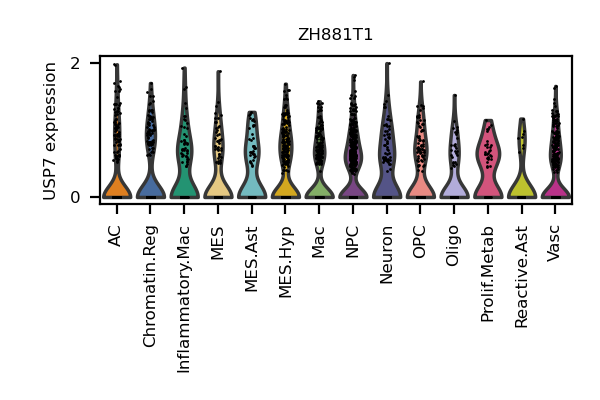 ZH881T1
USP7 expression
2
0
AC
Chromatin.Reg
Inflammatory.Mac
MES
MES.Ast
MES.Hyp
Mac
NPC
Neuron
OPC
Oligo
Prolif.Metab
Reactive.Ast
Vasc